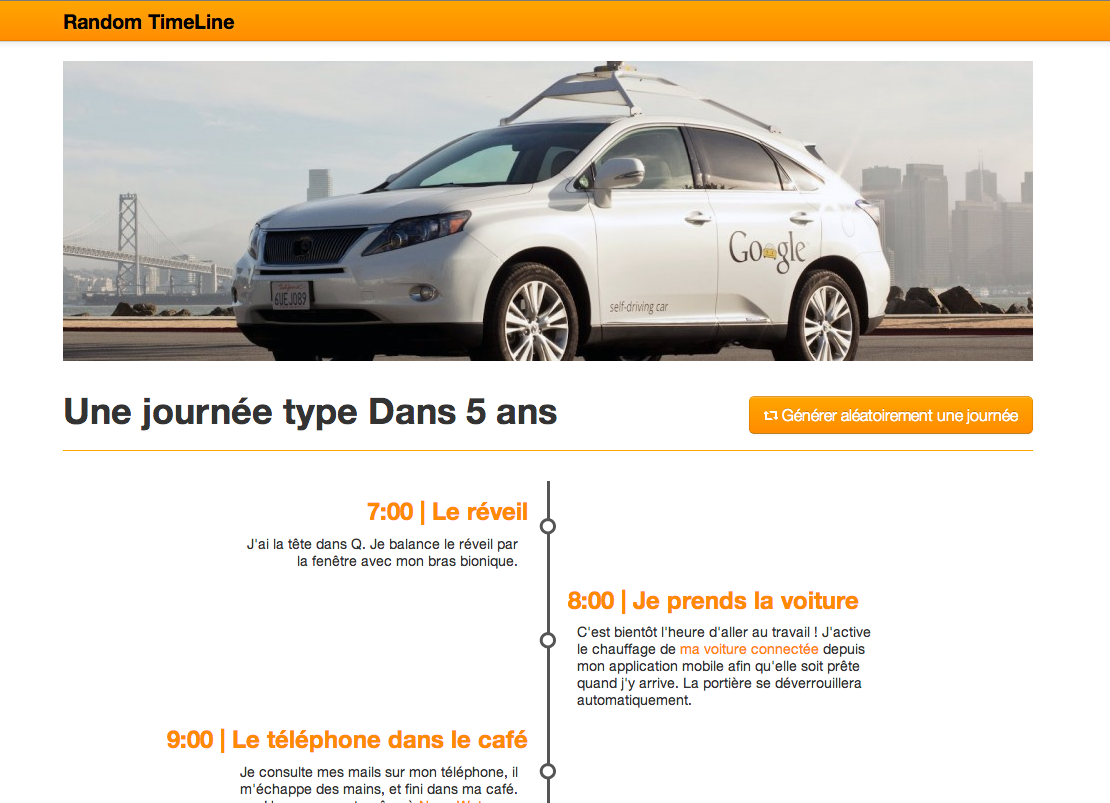 Random TimeLine
Google
self-driving car
6UEJ089
Une journée type Dans 5 ans
Générer aléatoirement une journée
7:00 | Le réveil
J'ai la tête dans Q. Je balance le réveil par
la fenêtre avec mon bras bionique.
8:00 | Je prends la voiture
C'est bientôt l'heure d'aller au travail ! J'active
le chauffage de ma voiture connectée depuis
mon application mobile afin qu'elle soit prête
quand j'y arrive. La portière se déverrouillera
automatiquement.
9:00 | Le téléphone dans le café
Je consulte mes mails sur mon téléphone, il
m'échappe des mains, et fini dans ma café.